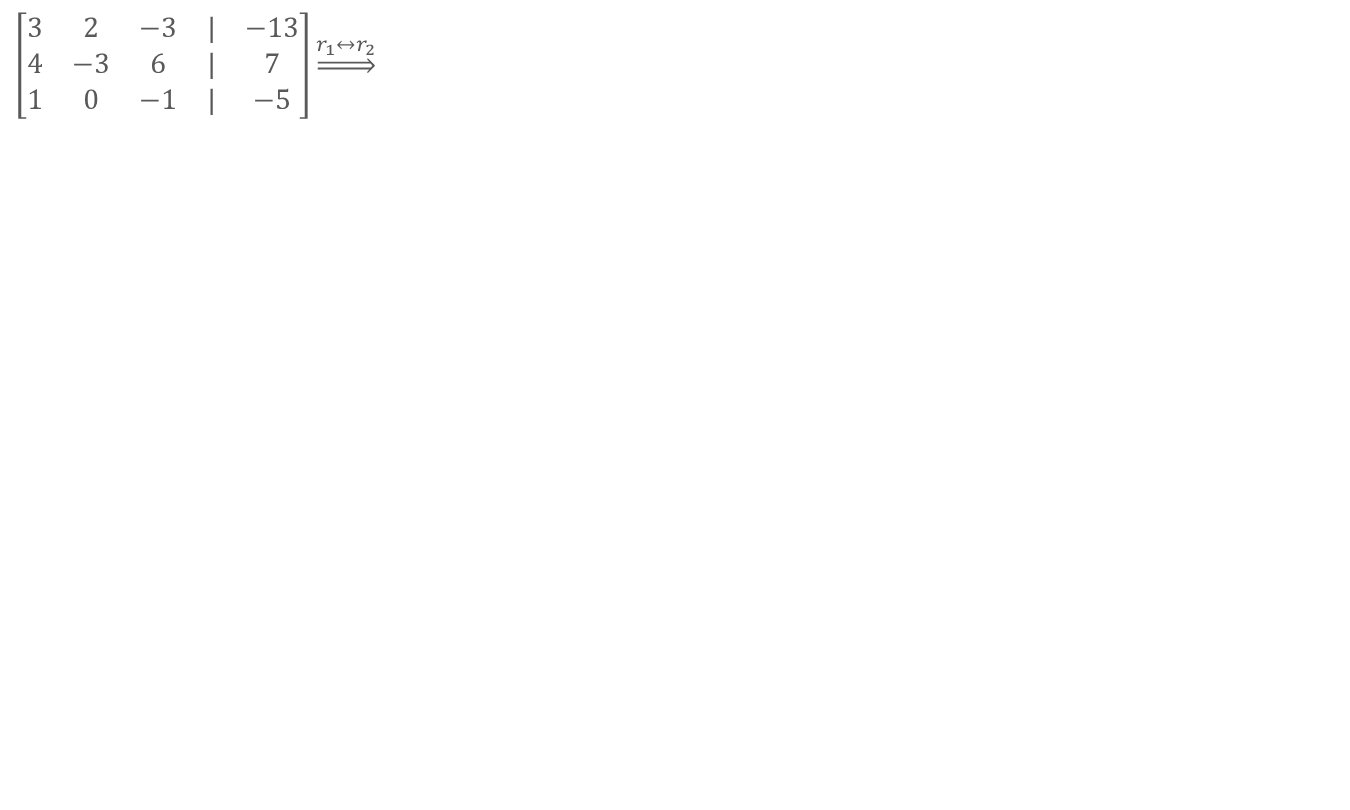 3 2 −3 | −13
4 −3 6 | 7
1 0 −1 | −5
r₁↔r₂
⟹